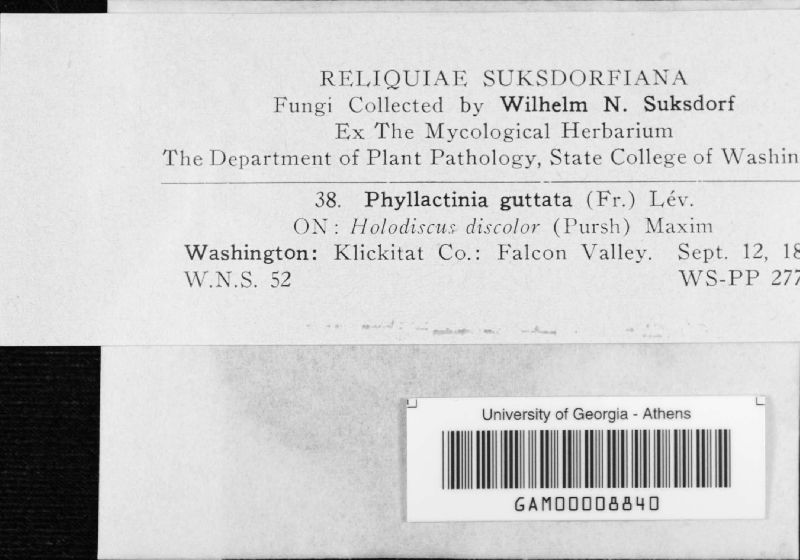 RELIQUIAE SUKSDORFIANA
Fungi Collected by Wilhelm N. Suksdorf
Ex The Mycological Herbarium
The Department of Plant Pathology, State College of Washin
38. Phyllactinia guttata (Fr.) Lév.
ON: Holodiscus discolor (Pursh) Maxim
Washington: Klickitat Co.: Falcon Valley. Sept. 12, 18
W.N.S. 52 WS-PP 277
University of Georgia - Athens
GAM00008840